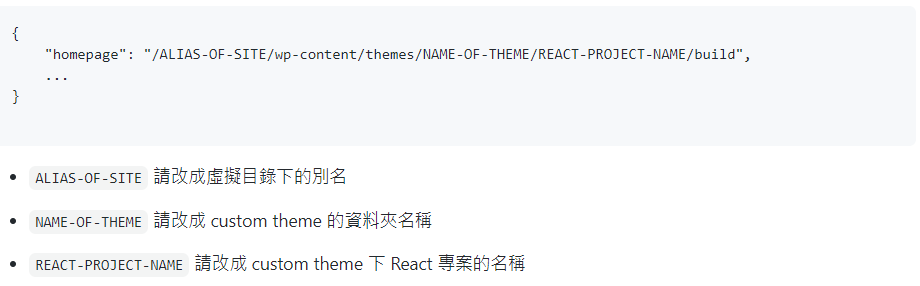 {
    "homepage": "/ALIAS-OF-SITE/wp-content/themes/NAME-OF-THEME/REACT-PROJECT-NAME/build",
    ...
}
• ALIAS-OF-SITE 請改成虛擬目錄下的別名
• NAME-OF-THEME 請改成 custom theme 的資料夾名稱
• REACT-PROJECT-NAME 請改成 custom theme 下 React 專案的名稱